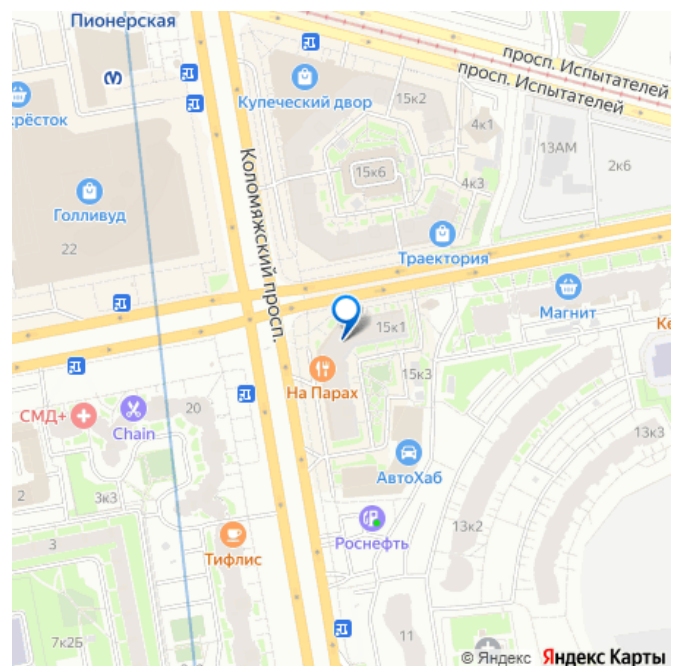 Пионерская
просп. Испытателей
просп. Испытателей
Купеческий двор
15к2
крёсток
4к1
13АМ
2к6
15к6
4к3
Голливуд
22
Коломяжский просп.
Траектория
Магнит
15к1
Ке
На Парах
15к3
СМД+
Chain
20
13к3
АвтоХаб
2
3к3
Роснефть
13к2
3
Тифлис
7к2Б
11
© Яндекс Яндекс Карты